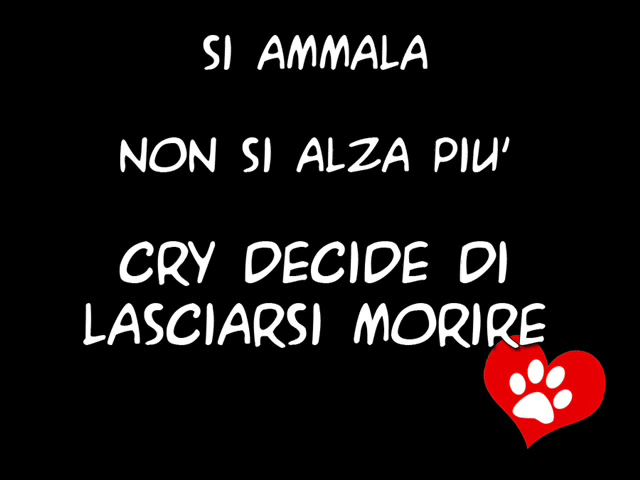 SI AMMALA
NON SI ALZA PIU'
CRY DECIDE DI
LASCIARSI MORIRE